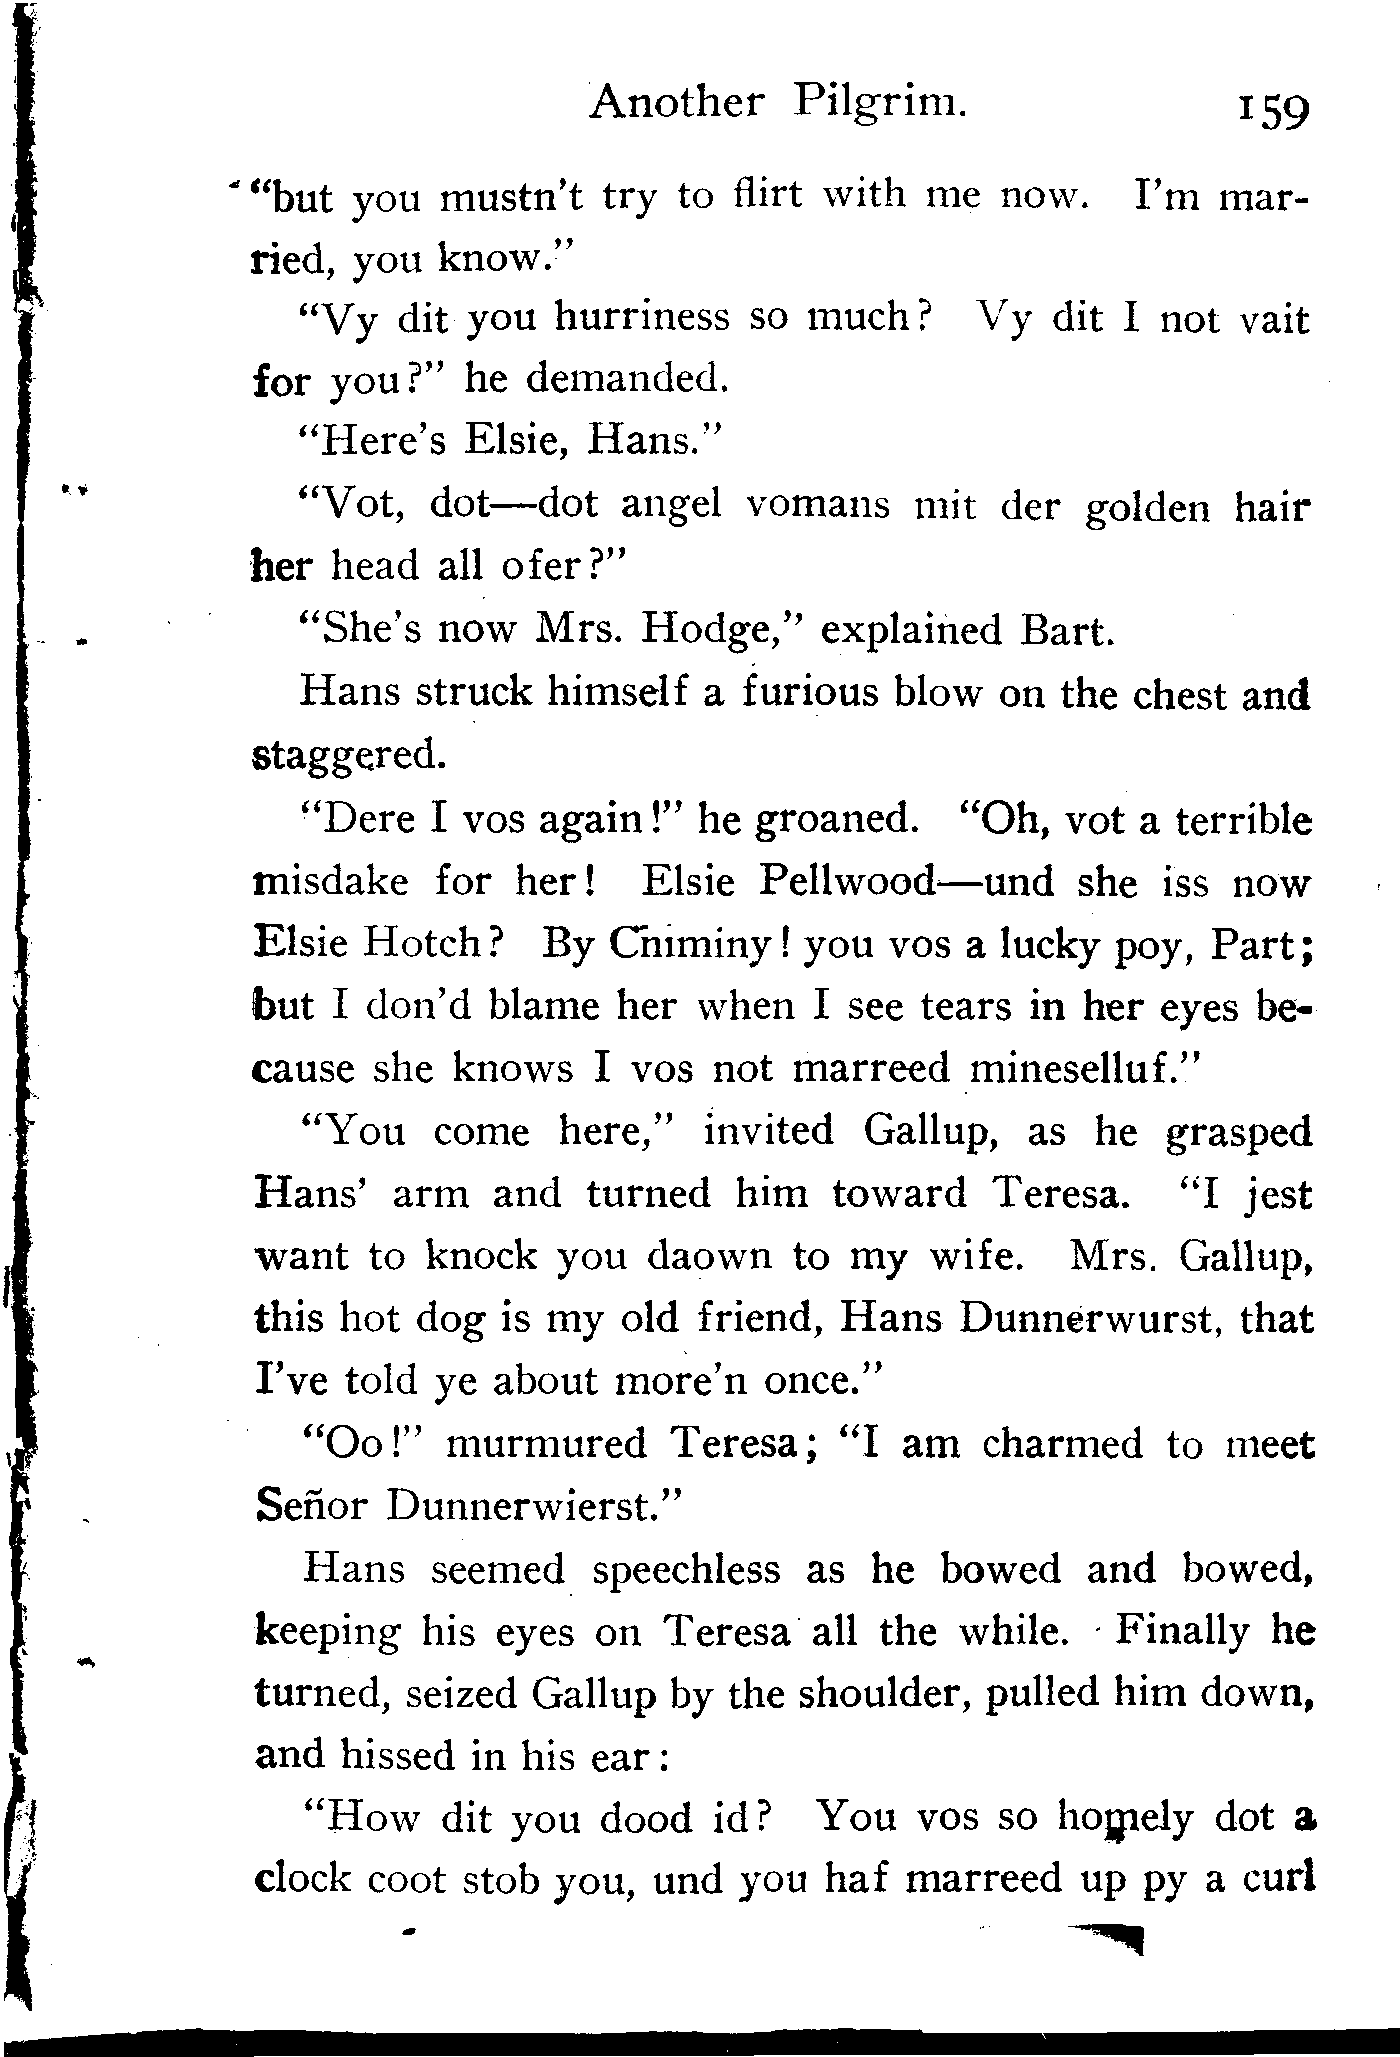 Another Pilgrim. 159
“but you mustn’t try to flirt with me now. I’m mar-
ried, you know.”
“Vy dit you hurriness so much? Vy dit I not vait
for you?” he demanded.
“Here’s Elsie, Hans.”
“Vot, dot—dot angel vomans mit der golden hair
her head all ofer?”
“She’s now Mrs. Hodge,” explained Bart.
Hans struck himself a furious blow on the chest and
staggered.
“Dere I vos again!” he groaned. “Oh, vot a terrible
misdake for her! Elsie Pellwood—und she iss now
Elsie Hotch? By Chiminy! you vos a lucky poy, Part;
but I don’d blame her when I see tears in her eyes be-
cause she knows I vos not marreed mineselluf.”
“You come here,” invited Gallup, as he grasped
Hans’ arm and turned him toward Teresa. “I jest
want to knock you daown to my wife. Mrs. Gallup,
this hot dog is my old friend, Hans Dunnerwurst, that
I’ve told ye about more’n once.”
“Oo!” murmured Teresa; “I am charmed to meet
Señor Dunnerwierst.”
Hans seemed speechless as he bowed and bowed,
keeping his eyes on Teresa all the while. Finally he
turned, seized Gallup by the shoulder, pulled him down,
and hissed in his ear:
“How dit you dood id? You vos so homely dot a
clock coot stob you, und you haf marreed up py a curl